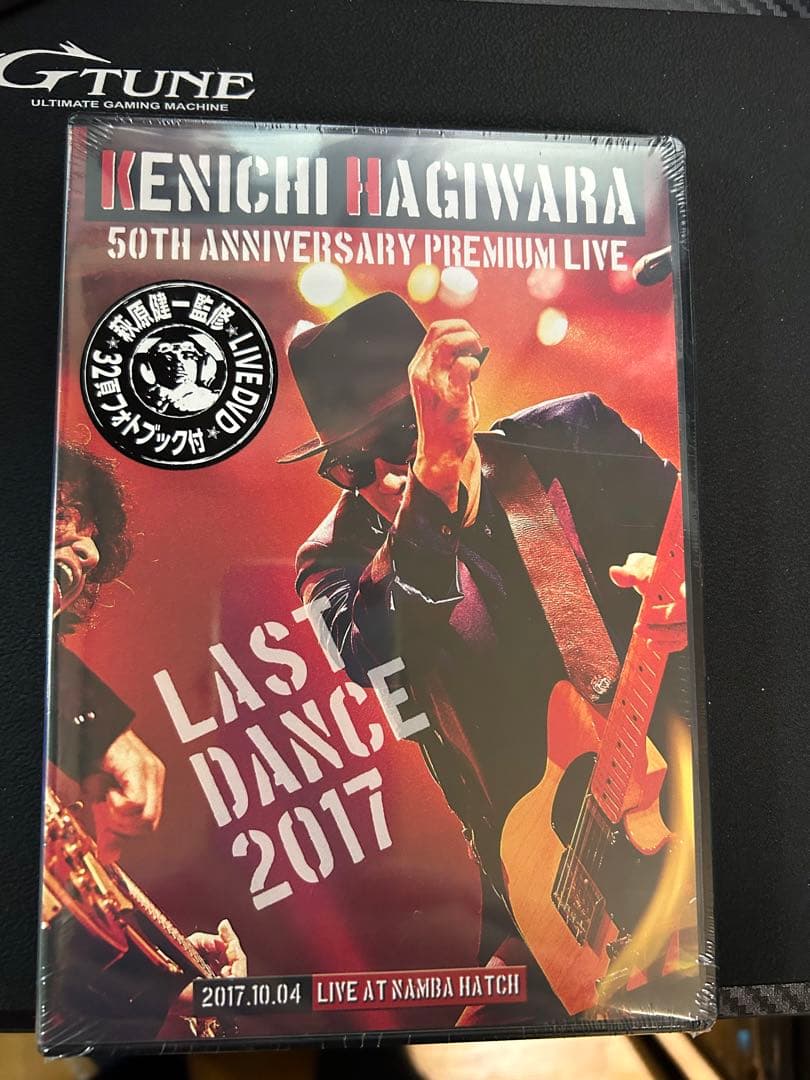 GTUNE
ULTIMATE GAMING MACHINE
KENICHI HAGIWARA
50TH ANNIVERSARY PREMIUM LIVE
萩原健一監修★LIVE DVD★
32頁フォトブック付★
LAST
DANCE
2017
2017.10.04 LIVE AT NAMBA HATCH